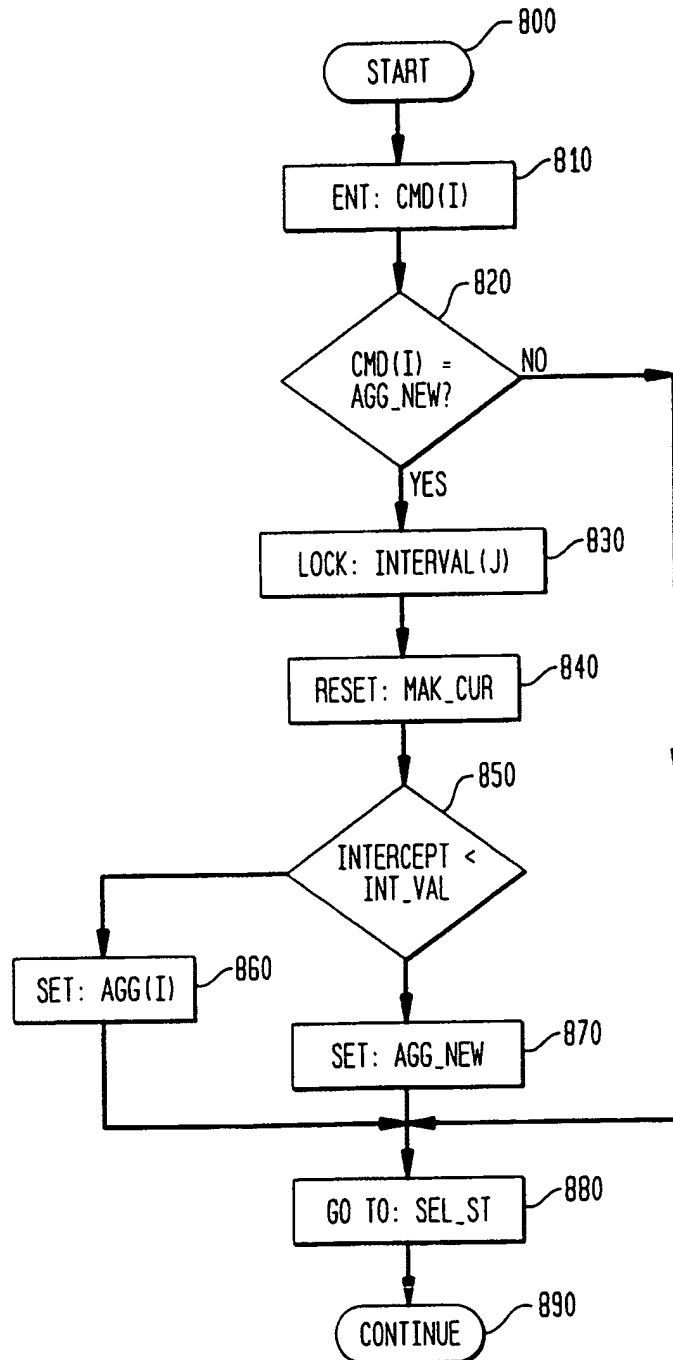 800
START
810
ENT: CMD(I)
820
CMD(I) =
AGG_NEW?
NO
YES
830
LOCK: INTERVAL(J)
840
RESET: MAK_CUR
850
INTERCEPT <
INT_VAL
860
SET: AGG(I)
870
SET: AGG_NEW
880
GO TO: SEL_ST
890
CONTINUE